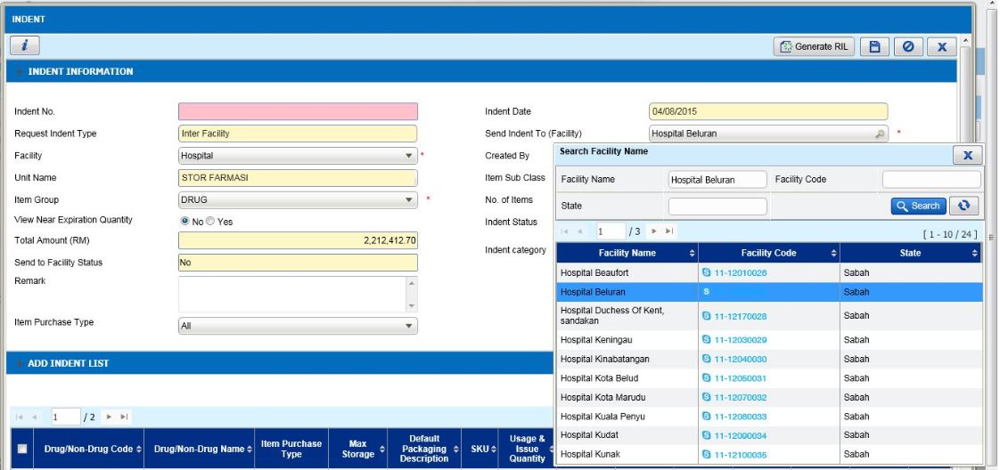 INDENT
i
Generate RIL
X
INDENT INFORMATION
Indent No.
Indent Date 04/08/2015
Request Indent Type Inter Facility
Send Indent To (Facility) Hospital Beluran *
Facility Hospital *
Created By
Unit Name STOR FARMASI
Item Sub Class
Item Group DRUG *
No. of Items
View Near Expiration Quantity No Yes
Indent Status
Total Amount (RM) 2,212,412.70
Indent category
Send to Facility Status No
Remark
Item Purchase Type All
ADD INDENT LIST
1 / 2
Drug/Non-Drug Code
Drug/Non-Drug Name
Item Purchase
Type
Max
Storage
Default
Packaging
Description
SKU
Usage &
Issue
Quantity
Search Facility Name
X
Facility Name Hospital Beluran Facility Code
State Search
1 / 3 [ 1 - 10 / 24 ]
Facility Name Facility Code State
Hospital Beaufort 11-12010026 Sabah
Hospital Beluran Sabah
Hospital Duchess Of Kent,
sandakan 11-12170028 Sabah
Hospital Keningau 11-12030029 Sabah
Hospital Kinabatangan 11-12040030 Sabah
Hospital Kota Belud 11-12050031 Sabah
Hospital Kota Marudu 11-12070032 Sabah
Hospital Kuala Penyu 11-12080033 Sabah
Hospital Kudat 11-12090034 Sabah
Hospital Kunak 11-12100035 Sabah